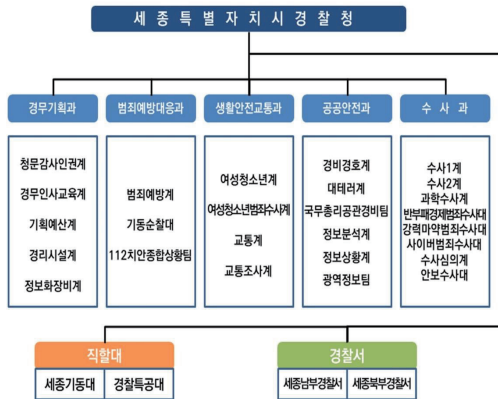 세종특별자치시경찰청
경무기획과
청문감사인권계
경무인사교육계
기획예산계
경리시설계
정보화장비계
범죄예방대응과
범죄예방계
기동순찰대
112치안종합상황팀
생활안전교통과
여성청소년계
여성청소년범죄수사계
교통계
교통조사계
공공안전과
경비경호계
대테러계
국무총리공관경비팀
정보분석계
정보상황계
광역정보팀
수 사 과
수사1계
수사2계
과학수사계
반부패경제범죄수사대
강력마약범죄수사대
사이버범죄수사대
수사심의계
안보수사대
직할대
세종기동대
경찰특공대
경찰서
세종남부경찰서
세종북부경찰서